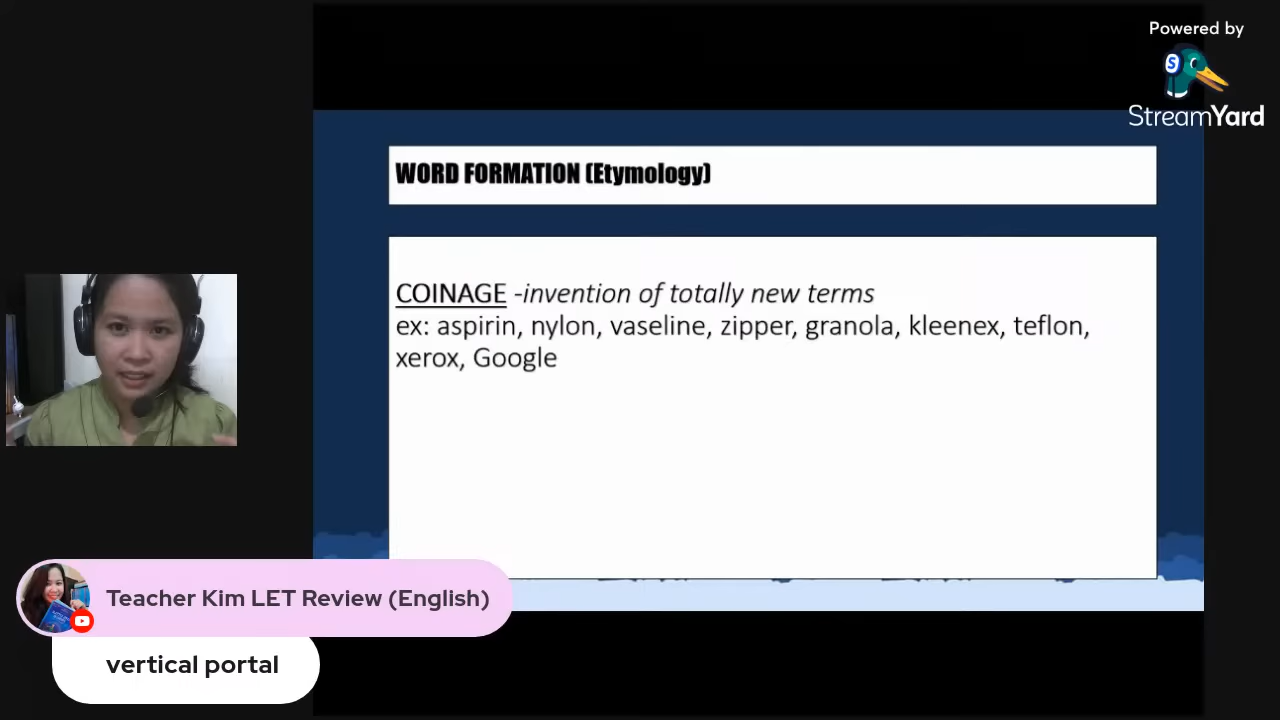 Powered by
StreamYard
WORD FORMATION (Etymology)
COINAGE -invention of totally new terms
ex: aspirin, nylon, vaseline, zipper, granola, kleenex, teflon,
xerox, Google
Teacher Kim LET Review (English)
vertical portal